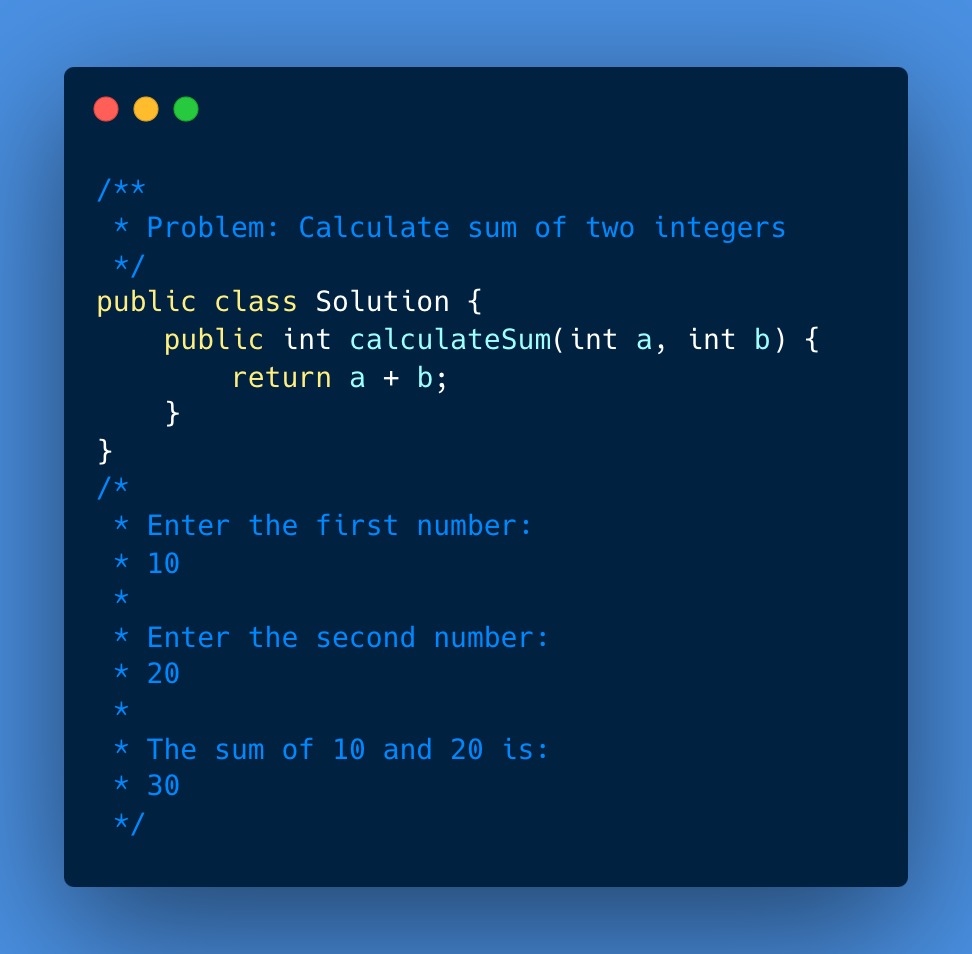 /**
 * Problem: Calculate sum of two integers
 */
public class Solution {
    public int calculateSum(int a, int b) {
        return a + b;
    }
}
/*
 * Enter the first number:
 * 10
 *
 * Enter the second number:
 * 20
 *
 * The sum of 10 and 20 is:
 * 30
 */